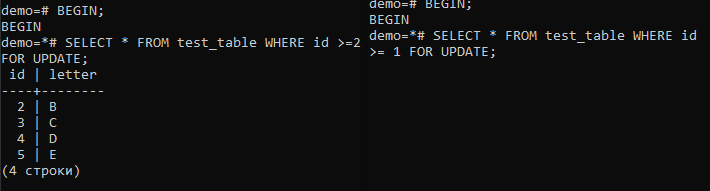 demo=# BEGIN;
BEGIN
demo=*# SELECT * FROM test_table WHERE id >=2
FOR UPDATE;
 id | letter
----+--------
  2 | B
  3 | C
  4 | D
  5 | E
(4 строки)
demo=# BEGIN;
BEGIN
demo=*# SELECT * FROM test_table WHERE id
>= 1 FOR UPDATE;